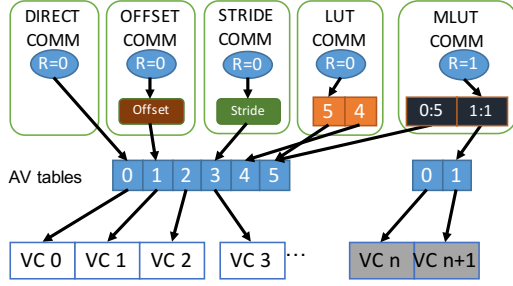 DIRECT COMM
OFFSET COMM
STRIDE COMM
LUT COMM
MLUT COMM
R=0
R=0
R=0
R=0
R=1
Offset
Stride
5 4
0:5 1:1
AV tables
0 1 2 3 4 5
0 1
VC 0
VC 1
VC 2
VC 3
...
VC n
VC n+1